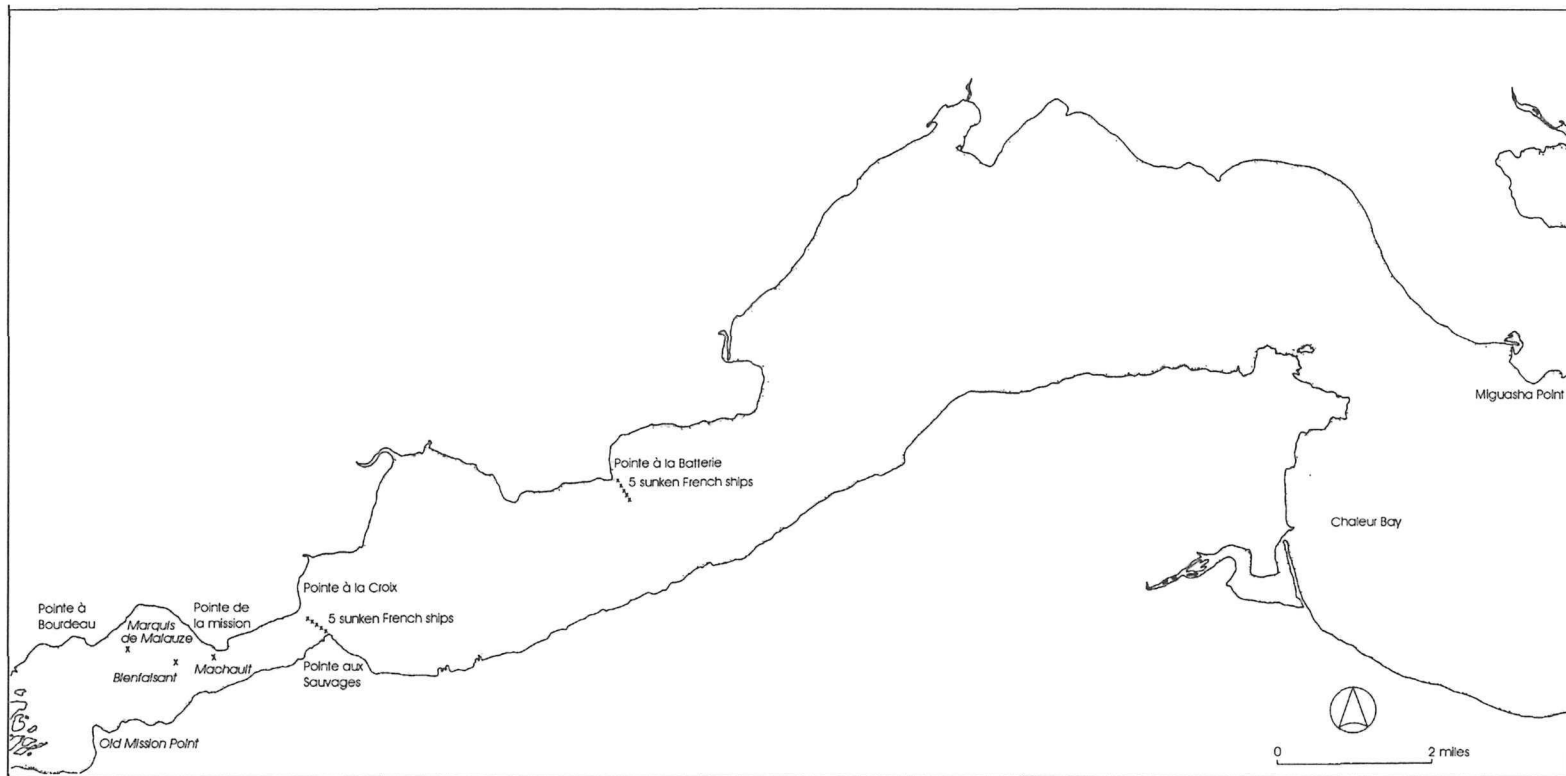 Miguasha Point
Pointe à la Batterie
5 sunken French ships
Chaleur Bay
Pointe à la Croix
5 sunken French ships
Pointe à
Bourdeau
Marquis
de Malauze
Pointe de
la mission
Bienfaisant
Machault
Pointe aux
Sauvages
Old Mission Point
0
2 miles